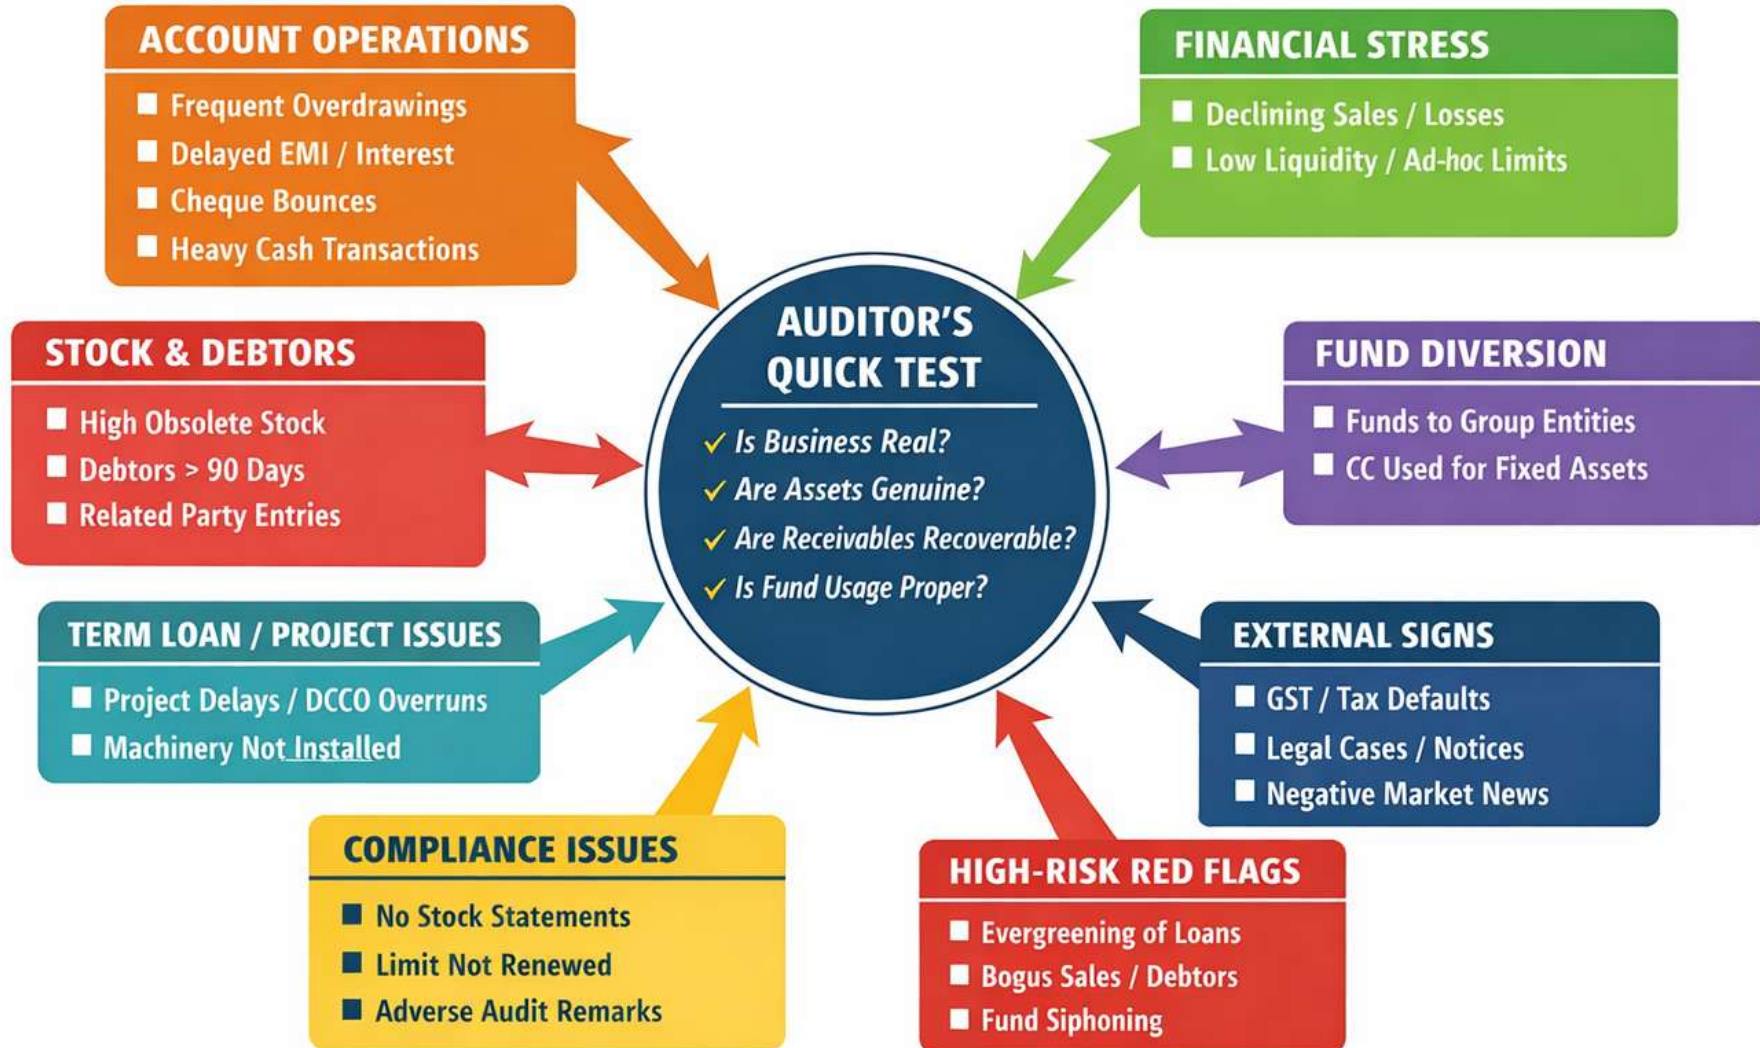 ACCOUNT OPERATIONS
Frequent Overdrawings
Delayed EMI / Interest
Cheque Bounces
Heavy Cash Transactions
FINANCIAL STRESS
Declining Sales / Losses
Low Liquidity / Ad-hoc Limits
STOCK & DEBTORS
High Obsolete Stock
Debtors > 90 Days
Related Party Entries
AUDITOR'S
QUICK TEST
✓ Is Business Real?
✓ Are Assets Genuine?
✓ Are Receivables Recoverable?
✓ Is Fund Usage Proper?
FUND DIVERSION
Funds to Group Entities
CC Used for Fixed Assets
TERM LOAN / PROJECT ISSUES
Project Delays / DCCO Overruns
Machinery Not Installed
EXTERNAL SIGNS
GST / Tax Defaults
Legal Cases / Notices
Negative Market News
COMPLIANCE ISSUES
No Stock Statements
Limit Not Renewed
Adverse Audit Remarks
HIGH-RISK RED FLAGS
Evergreening of Loans
Bogus Sales / Debtors
Fund Siphoning